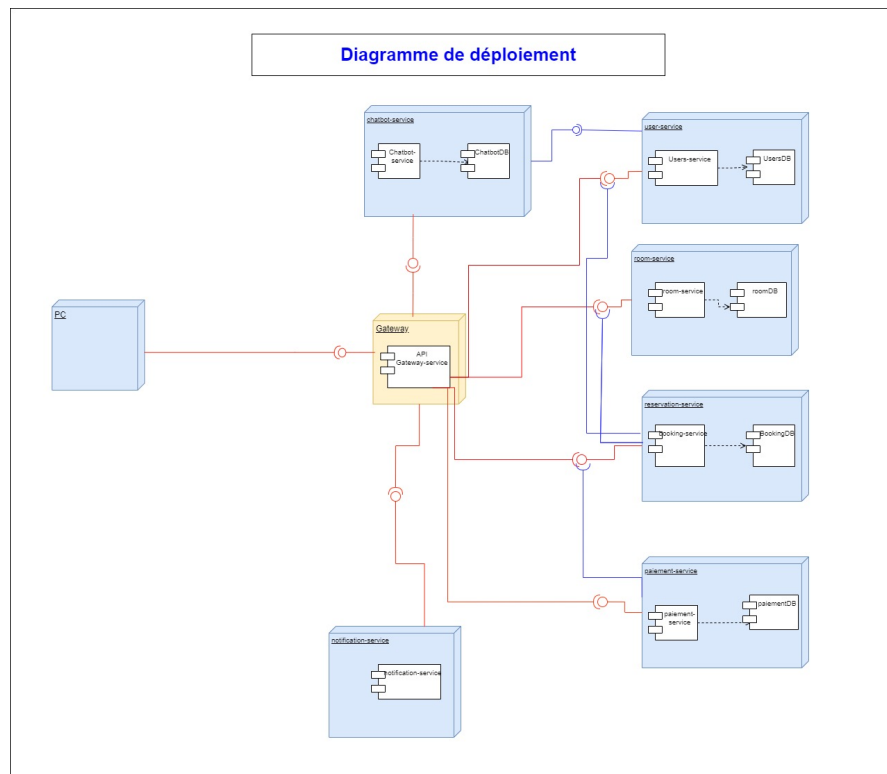 Diagramme de déploiement
chatbot-service
Chatbot-
service
ChatbotDB
user-service
Users-service
UsersDB
room-service
room-service
roomDB
PC
Gateway
API
Gateway-service
reservation-service
Booking-service
BookingDB
paiement-service
paiement-
service
paiementDB
notification-service
notification-service